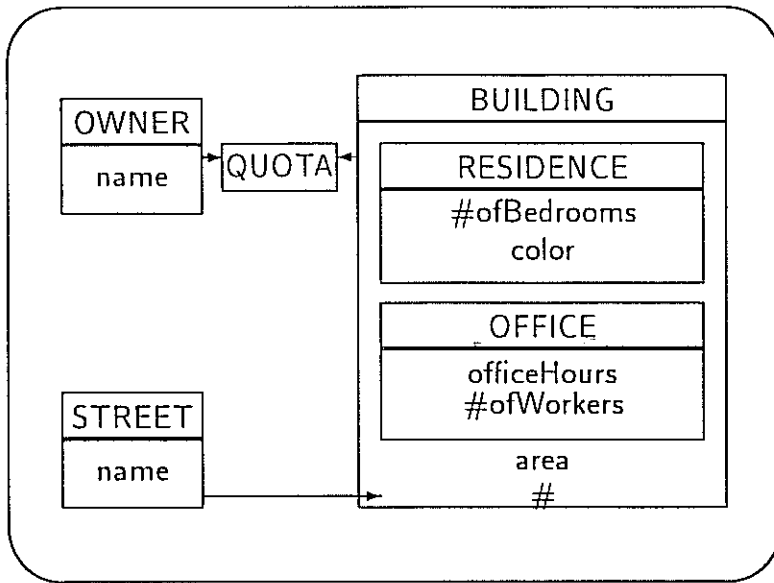 OWNER
name
QUOTA
BUILDING
RESIDENCE
#ofBedrooms
color
OFFICE
officeHours
#ofWorkers
area
#
STREET
name